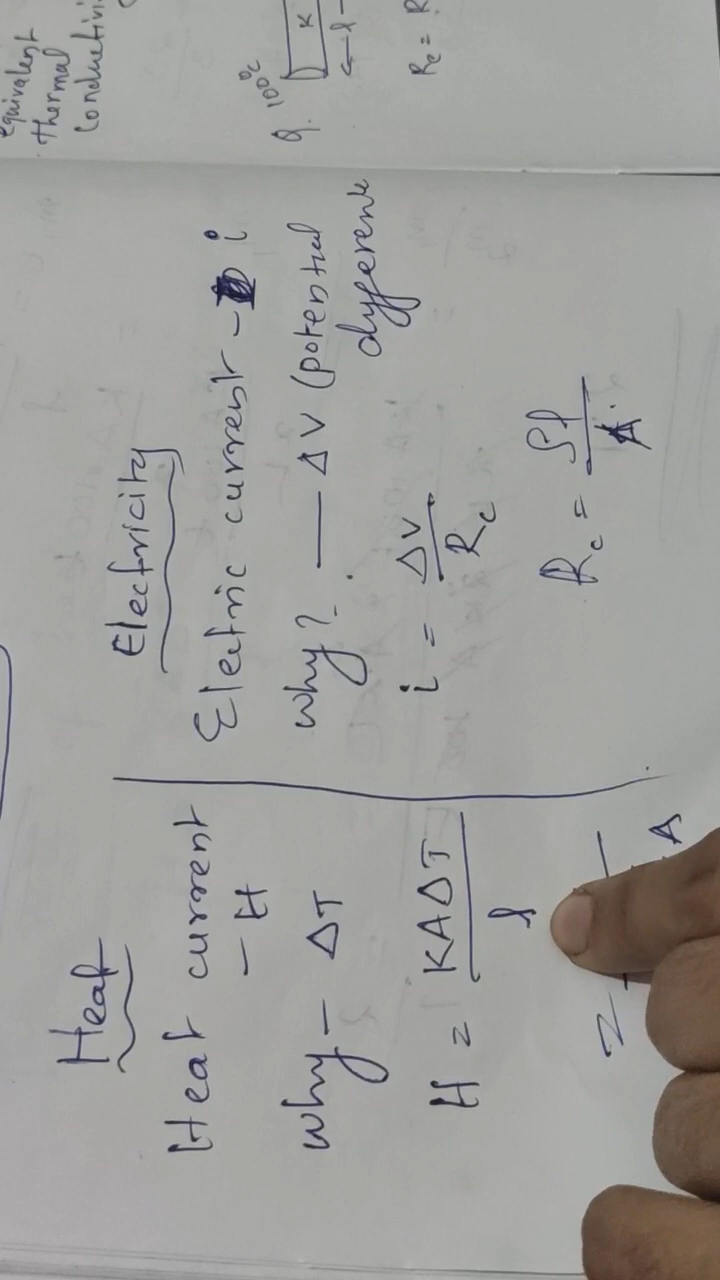 Heat
Heat current
- H
Why - ΔT
H = KAΔT
l
=
A
Electricity
Electric current - i
Why? — ΔV (potential
difference
i = ΔV
Rc
Rc = ρl
A
equivalent
thermal
Conductivi
Q. 100°C
K
l
Rc = R